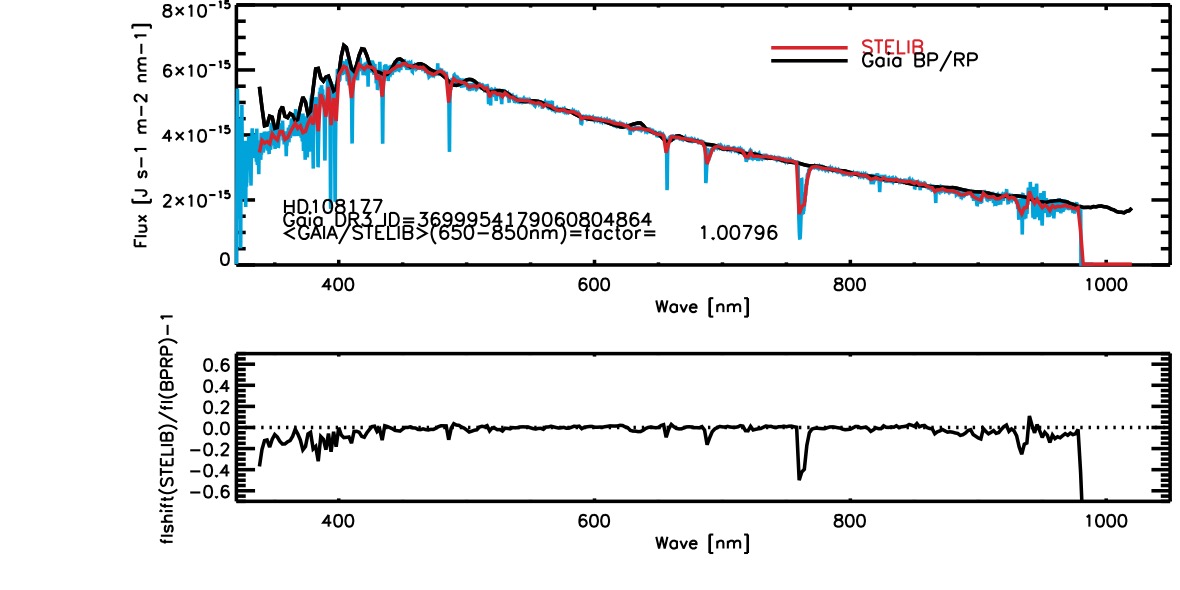 8×10⁻¹⁵
6×10⁻¹⁵
4×10⁻¹⁵
2×10⁻¹⁵
0
Flux [J s−1 m−2 nm−1]
STELIB
Gaia BP/RP
HD108177
Gaia DR3 ID=3699954179060804864
<GAIA/STELIB>(650−850nm)=factor= 1.00796
400 600 800 1000
Wave [nm]
flshift(STELIB)/fl(BPRP)−1
0.6
0.4
0.2
0.0
−0.2
−0.4
−0.6
400 600 800 1000
Wave [nm]